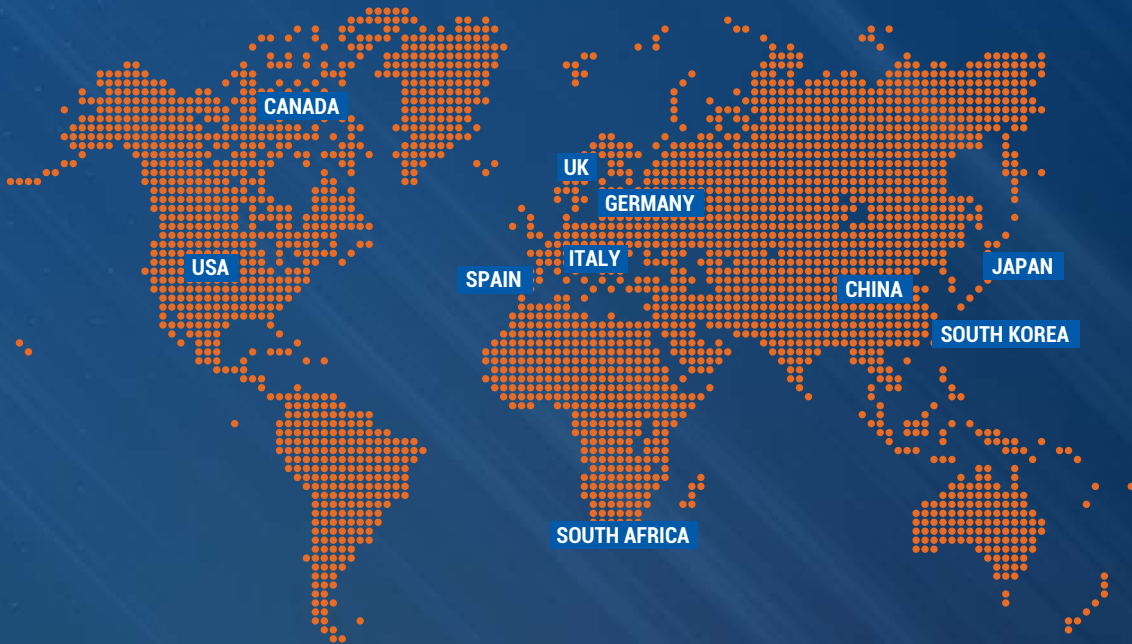 CANADA
UK
GERMANY
ITALY
USA
SPAIN
JAPAN
CHINA
SOUTH KOREA
SOUTH AFRICA